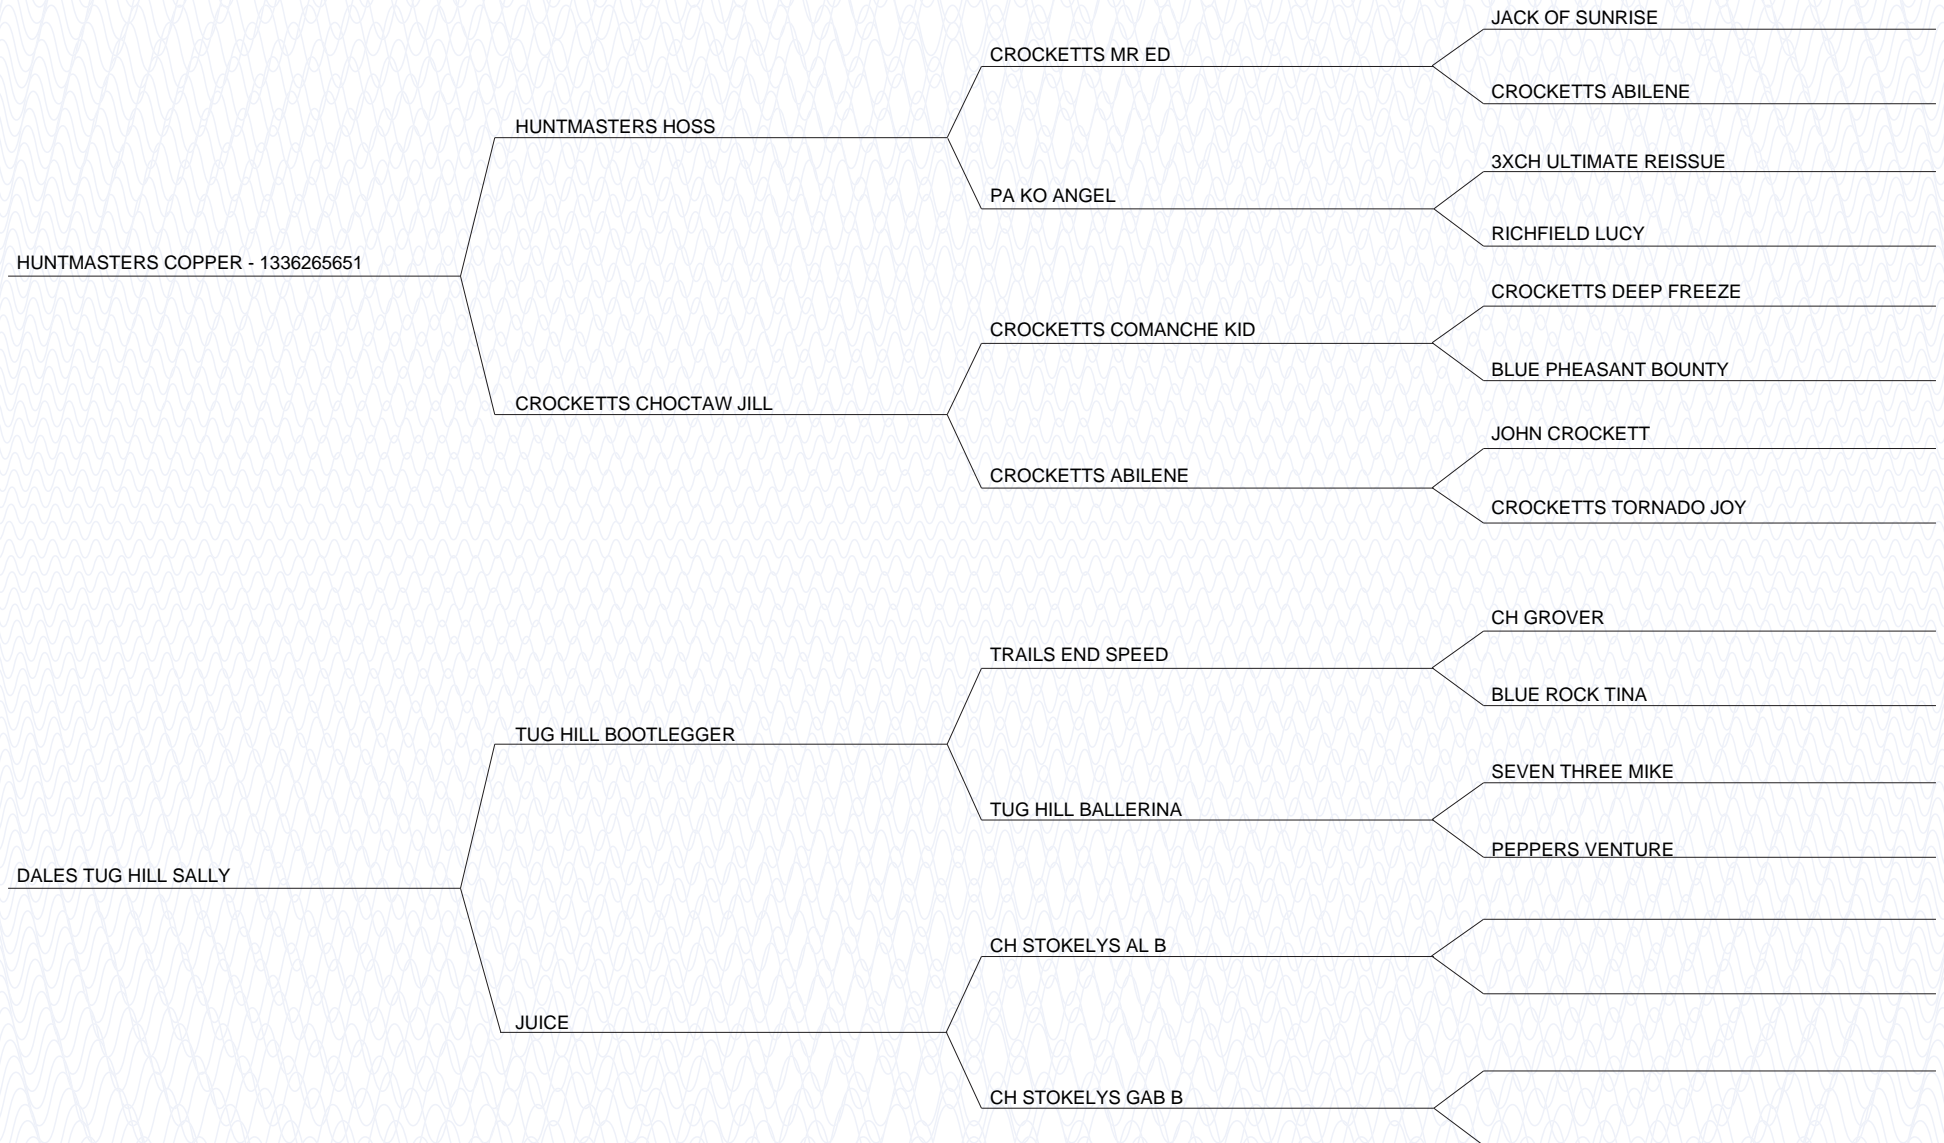 JACK OF SUNRISE
CROCKETTS MR ED
CROCKETTS ABILENE
HUNTMASTERS HOSS
3XCH ULTIMATE REISSUE
PA KO ANGEL
RICHFIELD LUCY
HUNTMASTERS COPPER - 1336265651
CROCKETTS DEEP FREEZE
CROCKETTS COMANCHE KID
BLUE PHEASANT BOUNTY
CROCKETTS CHOCTAW JILL
JOHN CROCKETT
CROCKETTS ABILENE
CROCKETTS TORNADO JOY
CH GROVER
TRAILS END SPEED
BLUE ROCK TINA
TUG HILL BOOTLEGGER
SEVEN THREE MIKE
TUG HILL BALLERINA
PEPPERS VENTURE
DALES TUG HILL SALLY
CH STOKELYS AL B
JUICE
CH STOKELYS GAB B